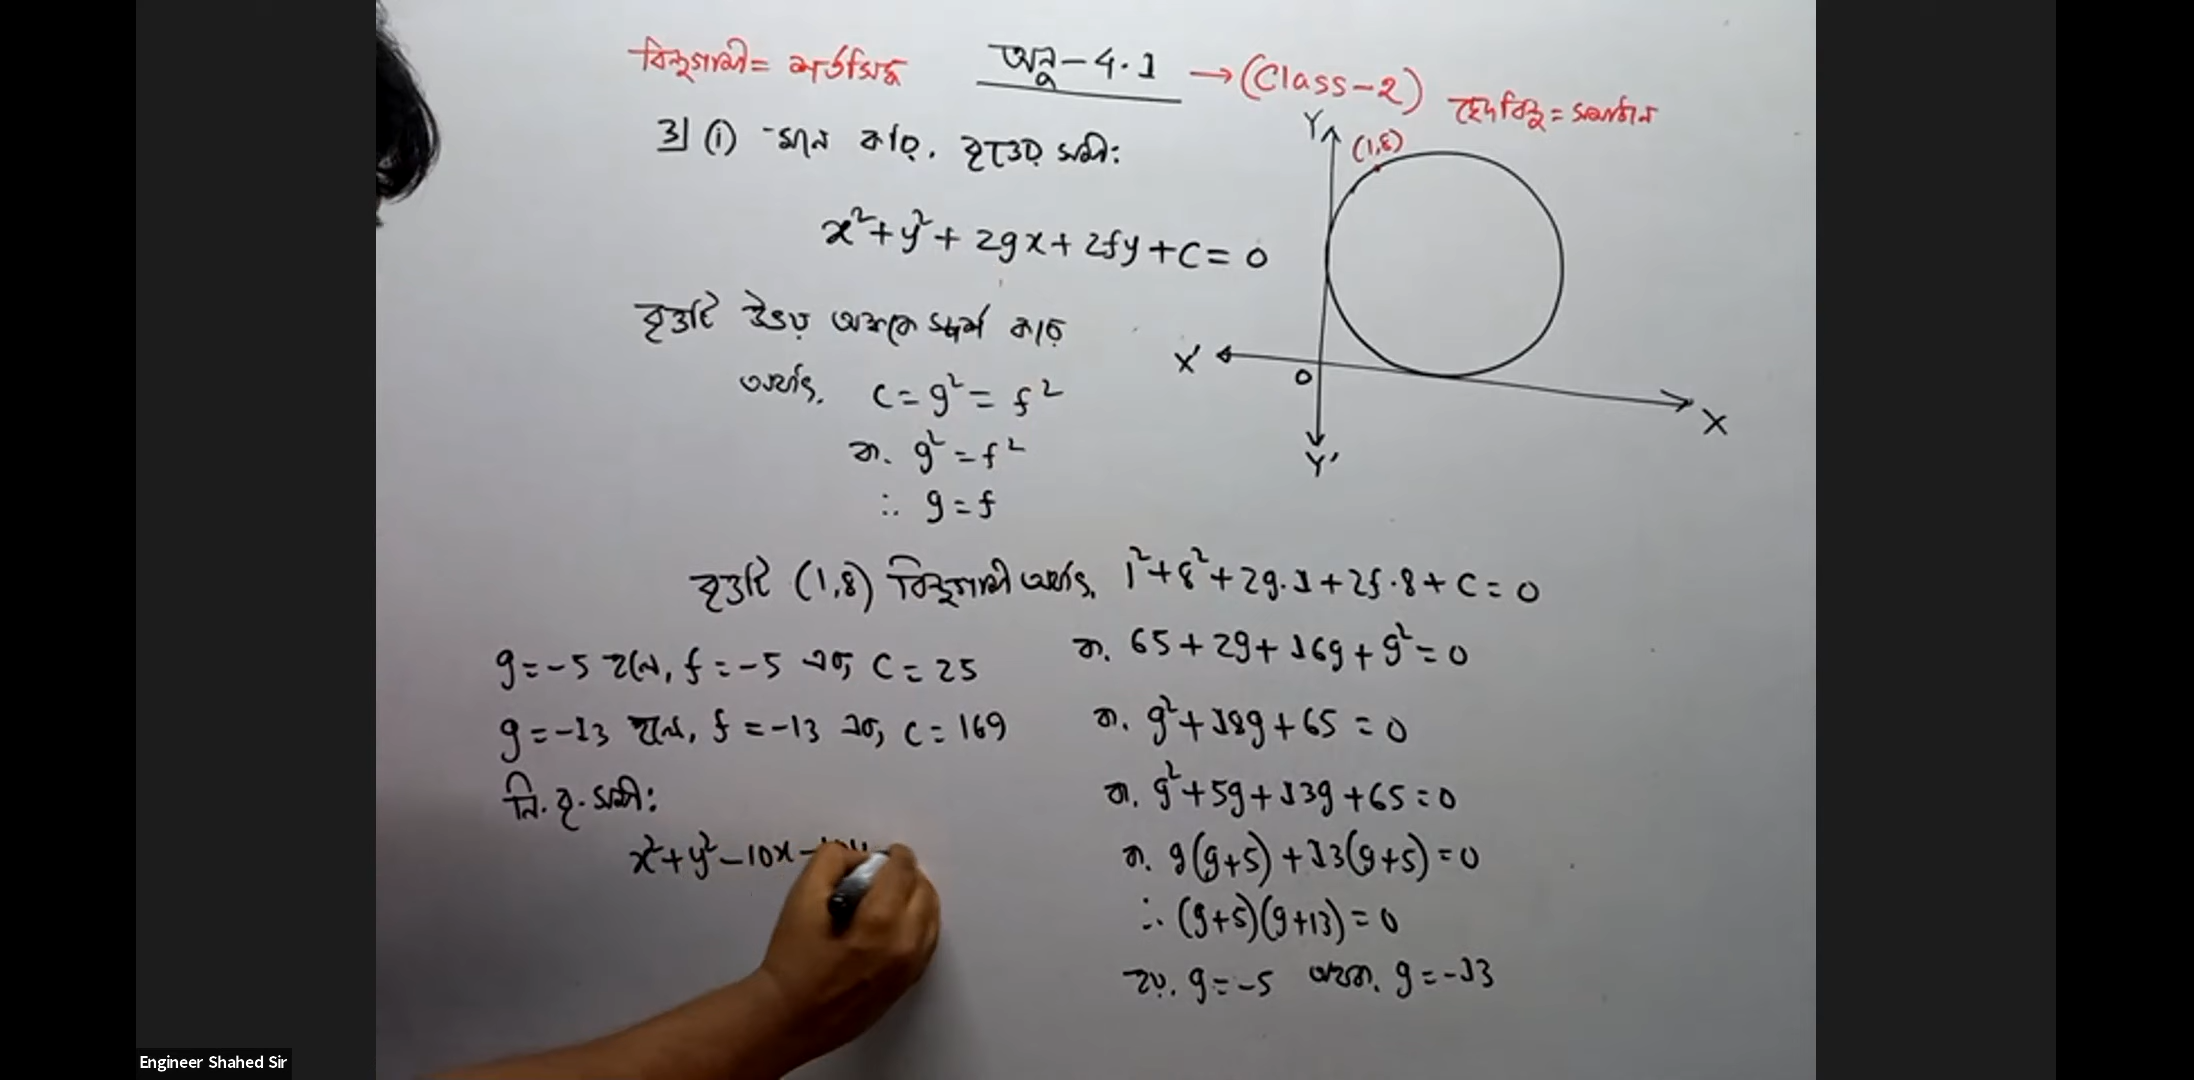 বিন্দুগামী = শর্তসিদ্ধ
অনু - 4.1 → (Class-2)
ছেদবিন্দু = সমাধান
3| (i) মনে করি, বৃত্তের সমী:
Y
(1,8)
x² + y² + 2gx + 2fy + c = 0
বৃত্তটি উভয় অক্ষকে স্পর্শ করে
X'
O
X
Y'
অর্থাৎ, c = g² = f²
বা, g² = f²
∴ g = f
বৃত্তটি (1,8) বিন্দুগামী অর্থাৎ, 1² + 8² + 2g.1 + 2f.8 + c = 0
বা, 65 + 2g + 16g + g² = 0
বা, g² + 18g + 65 = 0
বা, g² + 5g + 13g + 65 = 0
বা, g(g+5) + 13(g+5) = 0
∴ (g+5)(g+13) = 0
হয়, g = -5 অথবা, g = -13
g = -5 হলে, f = -5 এবং c = 25
g = -13 হলে, f = -13 এবং c = 169
নি. বৃ. সমী:
x² + y² - 10x -
Engineer Shahed Sir